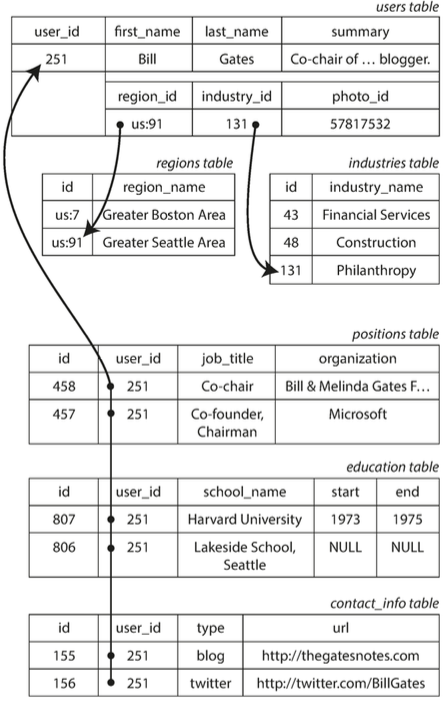 users table
user_id first_name last_name summary
251 Bill Gates Co-chair of … blogger.
region_id industry_id photo_id
us:91 131 57817532
regions table
id region_name
us:7 Greater Boston Area
us:91 Greater Seattle Area
industries table
id industry_name
43 Financial Services
48 Construction
131 Philanthropy
positions table
id user_id job_title organization
458 251 Co-chair Bill & Melinda Gates F…
457 251 Co-founder, Microsoft
Chairman
education table
id user_id school_name start end
807 251 Harvard University 1973 1975
806 251 Lakeside School, NULL NULL
Seattle
contact_info table
id user_id type url
155 251 blog http://thegatesnotes.com
156 251 twitter http://twitter.com/BillGates